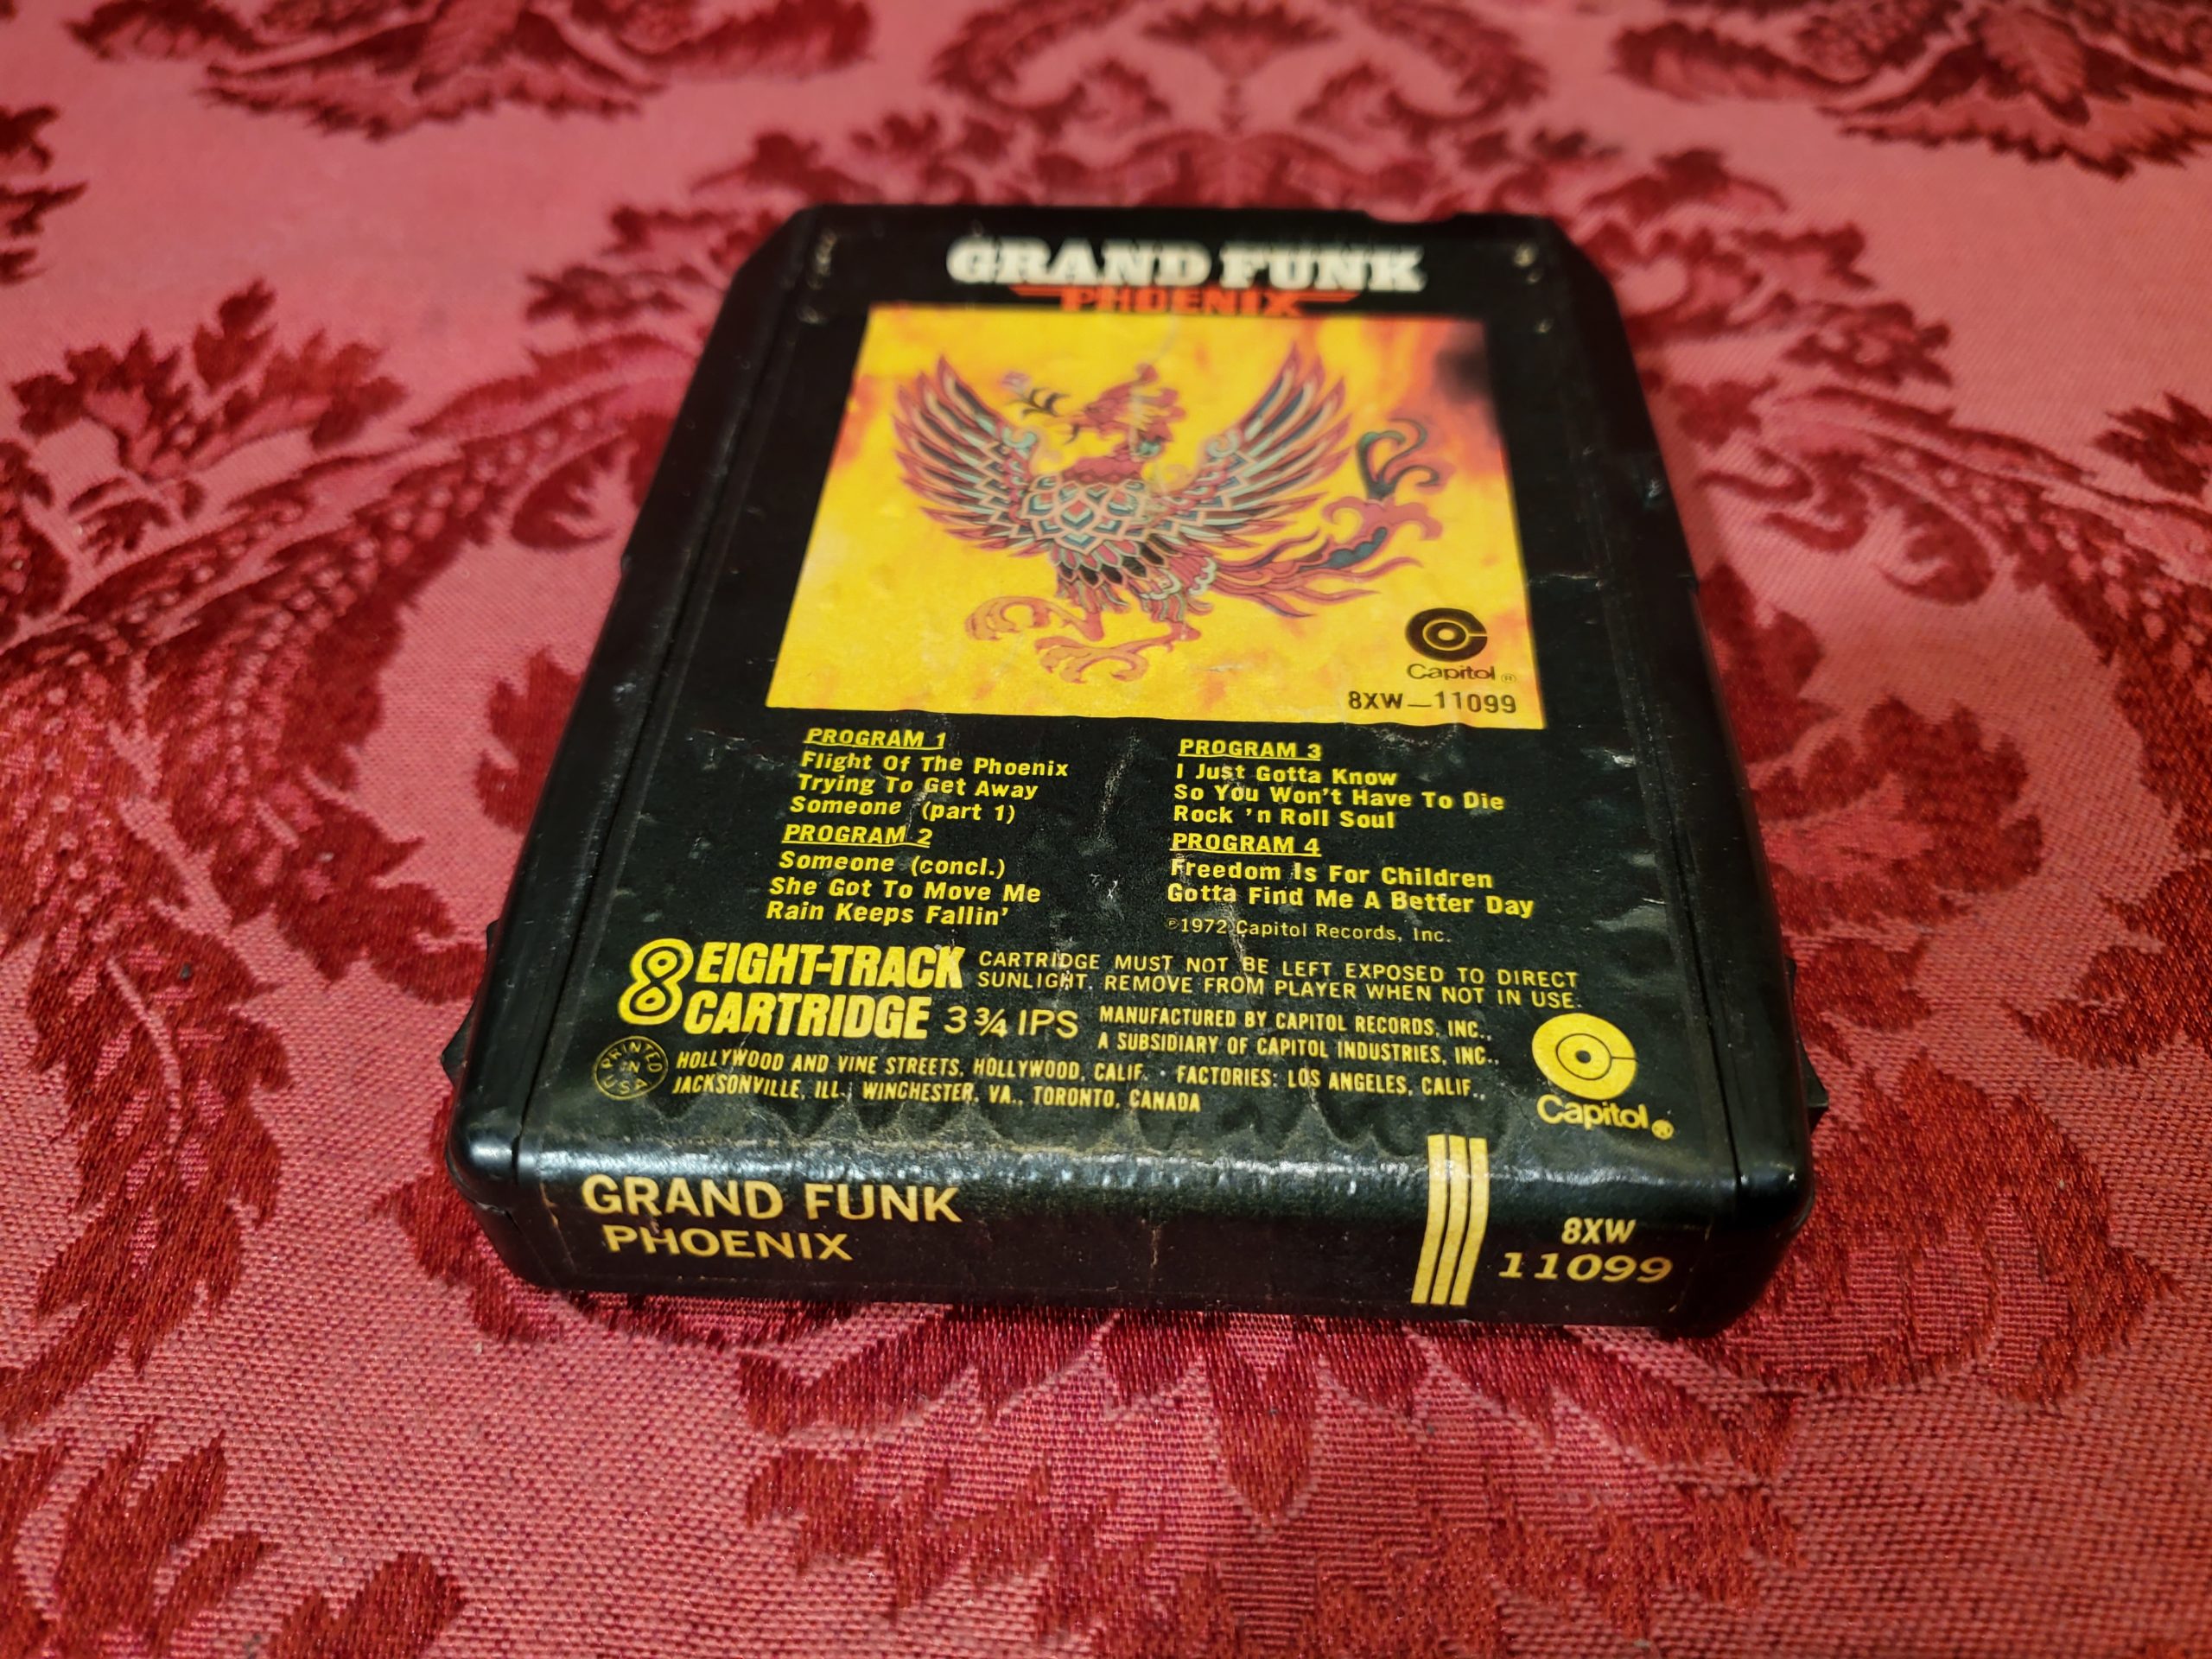 GRAND FUNK
PHOENIX
Capitol ®
8XW—11099
PROGRAM 1
Flight Of The Phoenix
Trying To Get Away
Someone (part 1)
PROGRAM 2
Someone (concl.)
She Got To Move Me
Rain Keeps Fallin'
PROGRAM 3
I Just Gotta Know
So You Won't Have To Die
Rock 'n Roll Soul
PROGRAM 4
Freedom Is For Children
Gotta Find Me A Better Day
℗1972 Capitol Records, Inc.
8 EIGHT-TRACK
CARTRIDGE 3 ¾ IPS
CARTRIDGE MUST NOT BE LEFT EXPOSED TO DIRECT
SUNLIGHT. REMOVE FROM PLAYER WHEN NOT IN USE.
MANUFACTURED BY CAPITOL RECORDS, INC.,
A SUBSIDIARY OF CAPITOL INDUSTRIES, INC.,
PRINTED IN USA
HOLLYWOOD AND VINE STREETS, HOLLYWOOD, CALIF. · FACTORIES: LOS ANGELES, CALIF.,
JACKSONVILLE, ILL., WINCHESTER, VA., TORONTO, CANADA
Capitol ®
GRAND FUNK
PHOENIX
8XW
11099